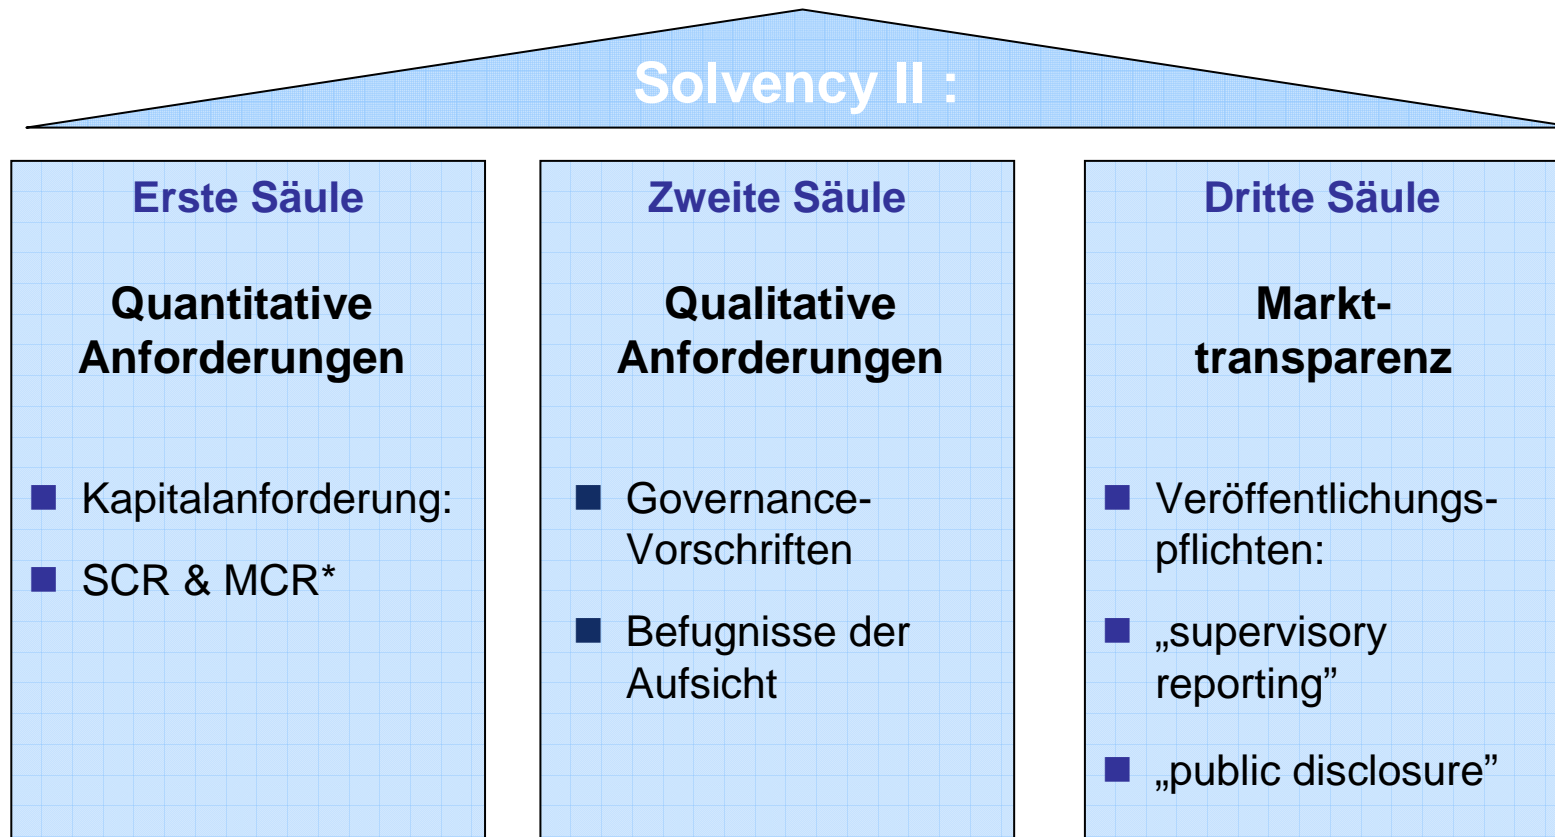 Solvency II :
Erste Säule
Quantitative
Anforderungen
Kapitalanforderung:
SCR & MCR*
Zweite Säule
Qualitative
Anforderungen
Governance-
Vorschriften
Befugnisse der
Aufsicht
Dritte Säule
Markt-
transparenz
Veröffentlichungs-
pflichten:
„supervisory
reporting”
„public disclosure”